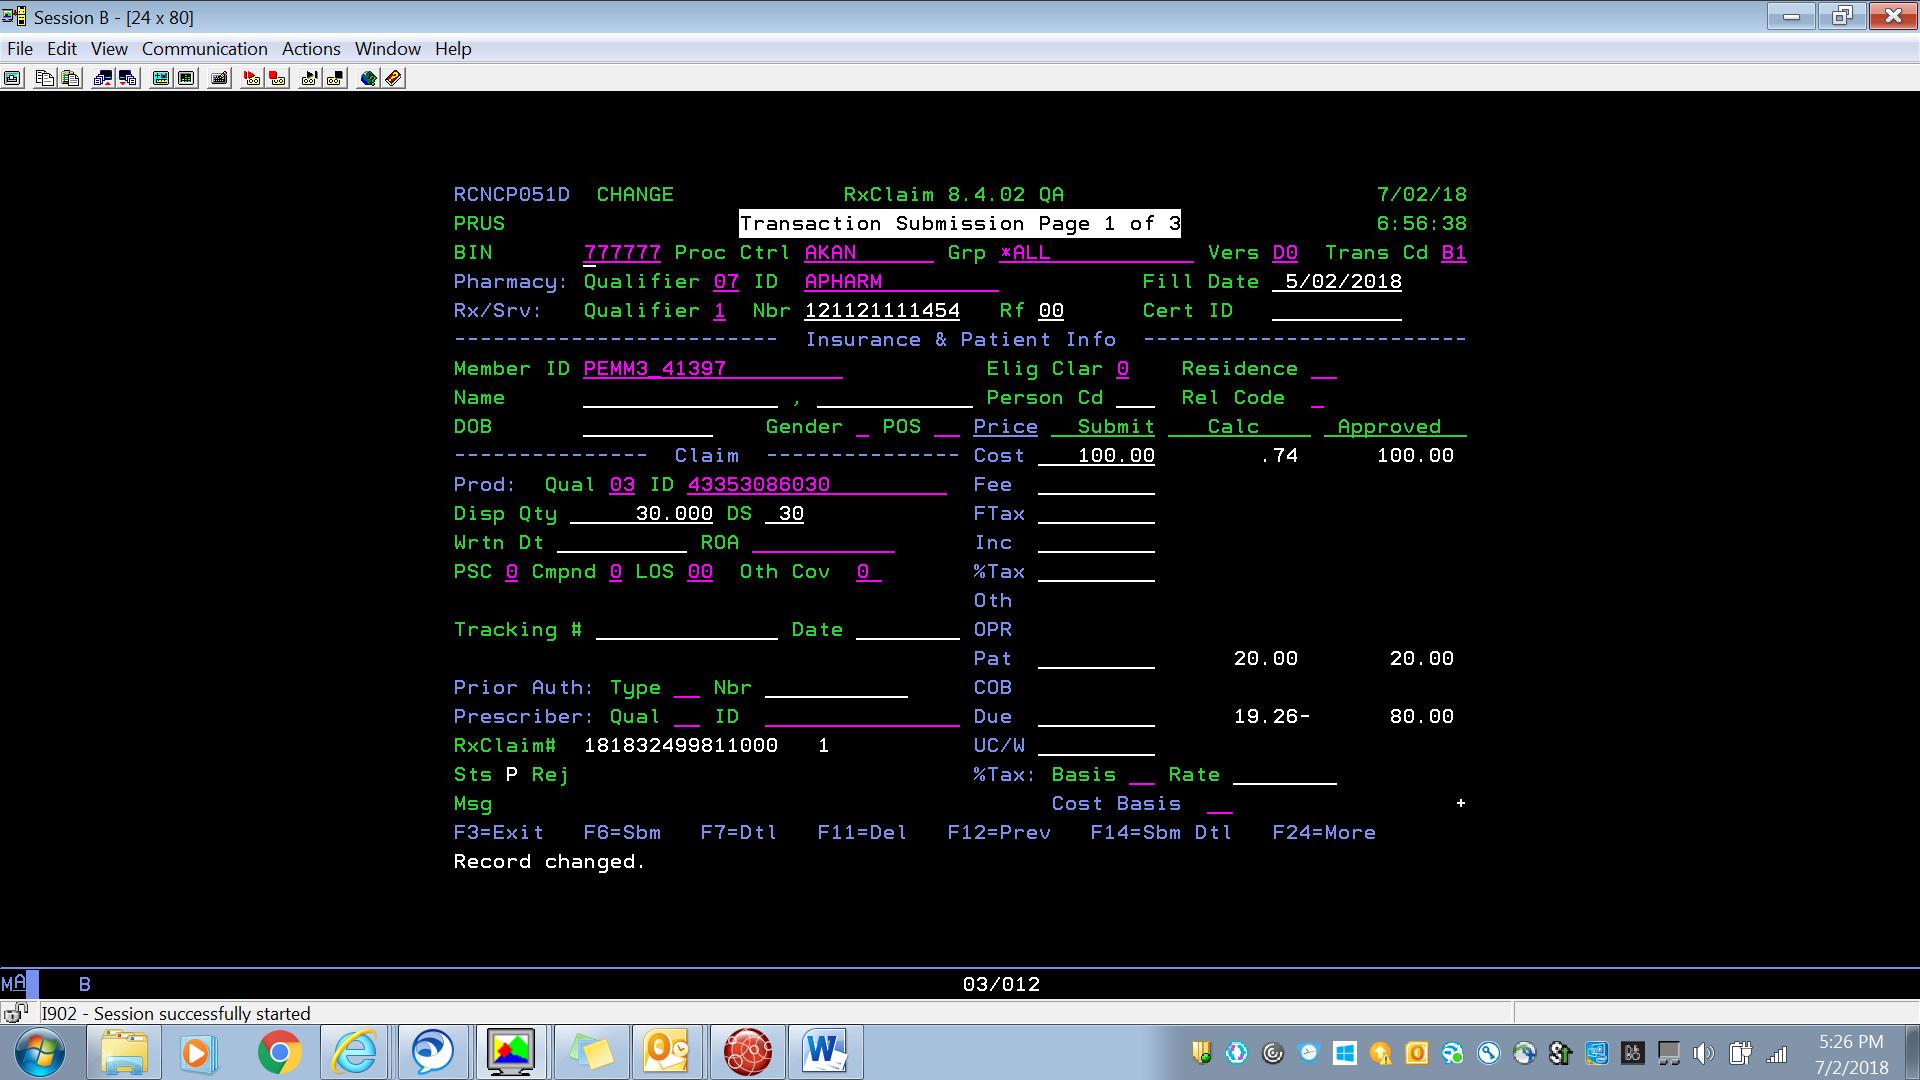 Session B - [24 x 80]
File Edit View Communication Actions Window Help
RCNCP051D CHANGE RxClaim 8.4.02 QA 7/02/18
PRUS Transaction Submission Page 1 of 3 6:56:38
BIN 777777 Proc Ctrl AKAN Grp *ALL Vers D0 Trans Cd B1
Pharmacy: Qualifier 07 ID APHARM Fill Date 5/02/2018
Rx/Srv: Qualifier 1 Nbr 121121111454 Rf 00 Cert ID
------------------------- Insurance & Patient Info -------------------------
Member ID PEMM3_41397 Elig Clar 0 Residence
Name , Person Cd Rel Code
DOB Gender POS Price Submit Calc Approved
--------------- Claim --------------- Cost 100.00 .74 100.00
Prod: Qual 03 ID 43353086030 Fee
Disp Qty 30.000 DS 30 FTax
Wrtn Dt ROA Inc
PSC 0 Cmpnd 0 LOS 00 Oth Cov 0 %Tax
Oth
Tracking # Date OPR
Pat 20.00 20.00
Prior Auth: Type Nbr COB
Prescriber: Qual ID Due 19.26- 80.00
RxClaim# 181832499811000 1 UC/W
Sts P Rej %Tax: Basis Rate
Msg Cost Basis +
F3=Exit F6=Sbm F7=Dtl F11=Del F12=Prev F14=Sbm Dtl F24=More
Record changed.
MA B 03/012
I902 - Session successfully started
5:26 PM
7/2/2018